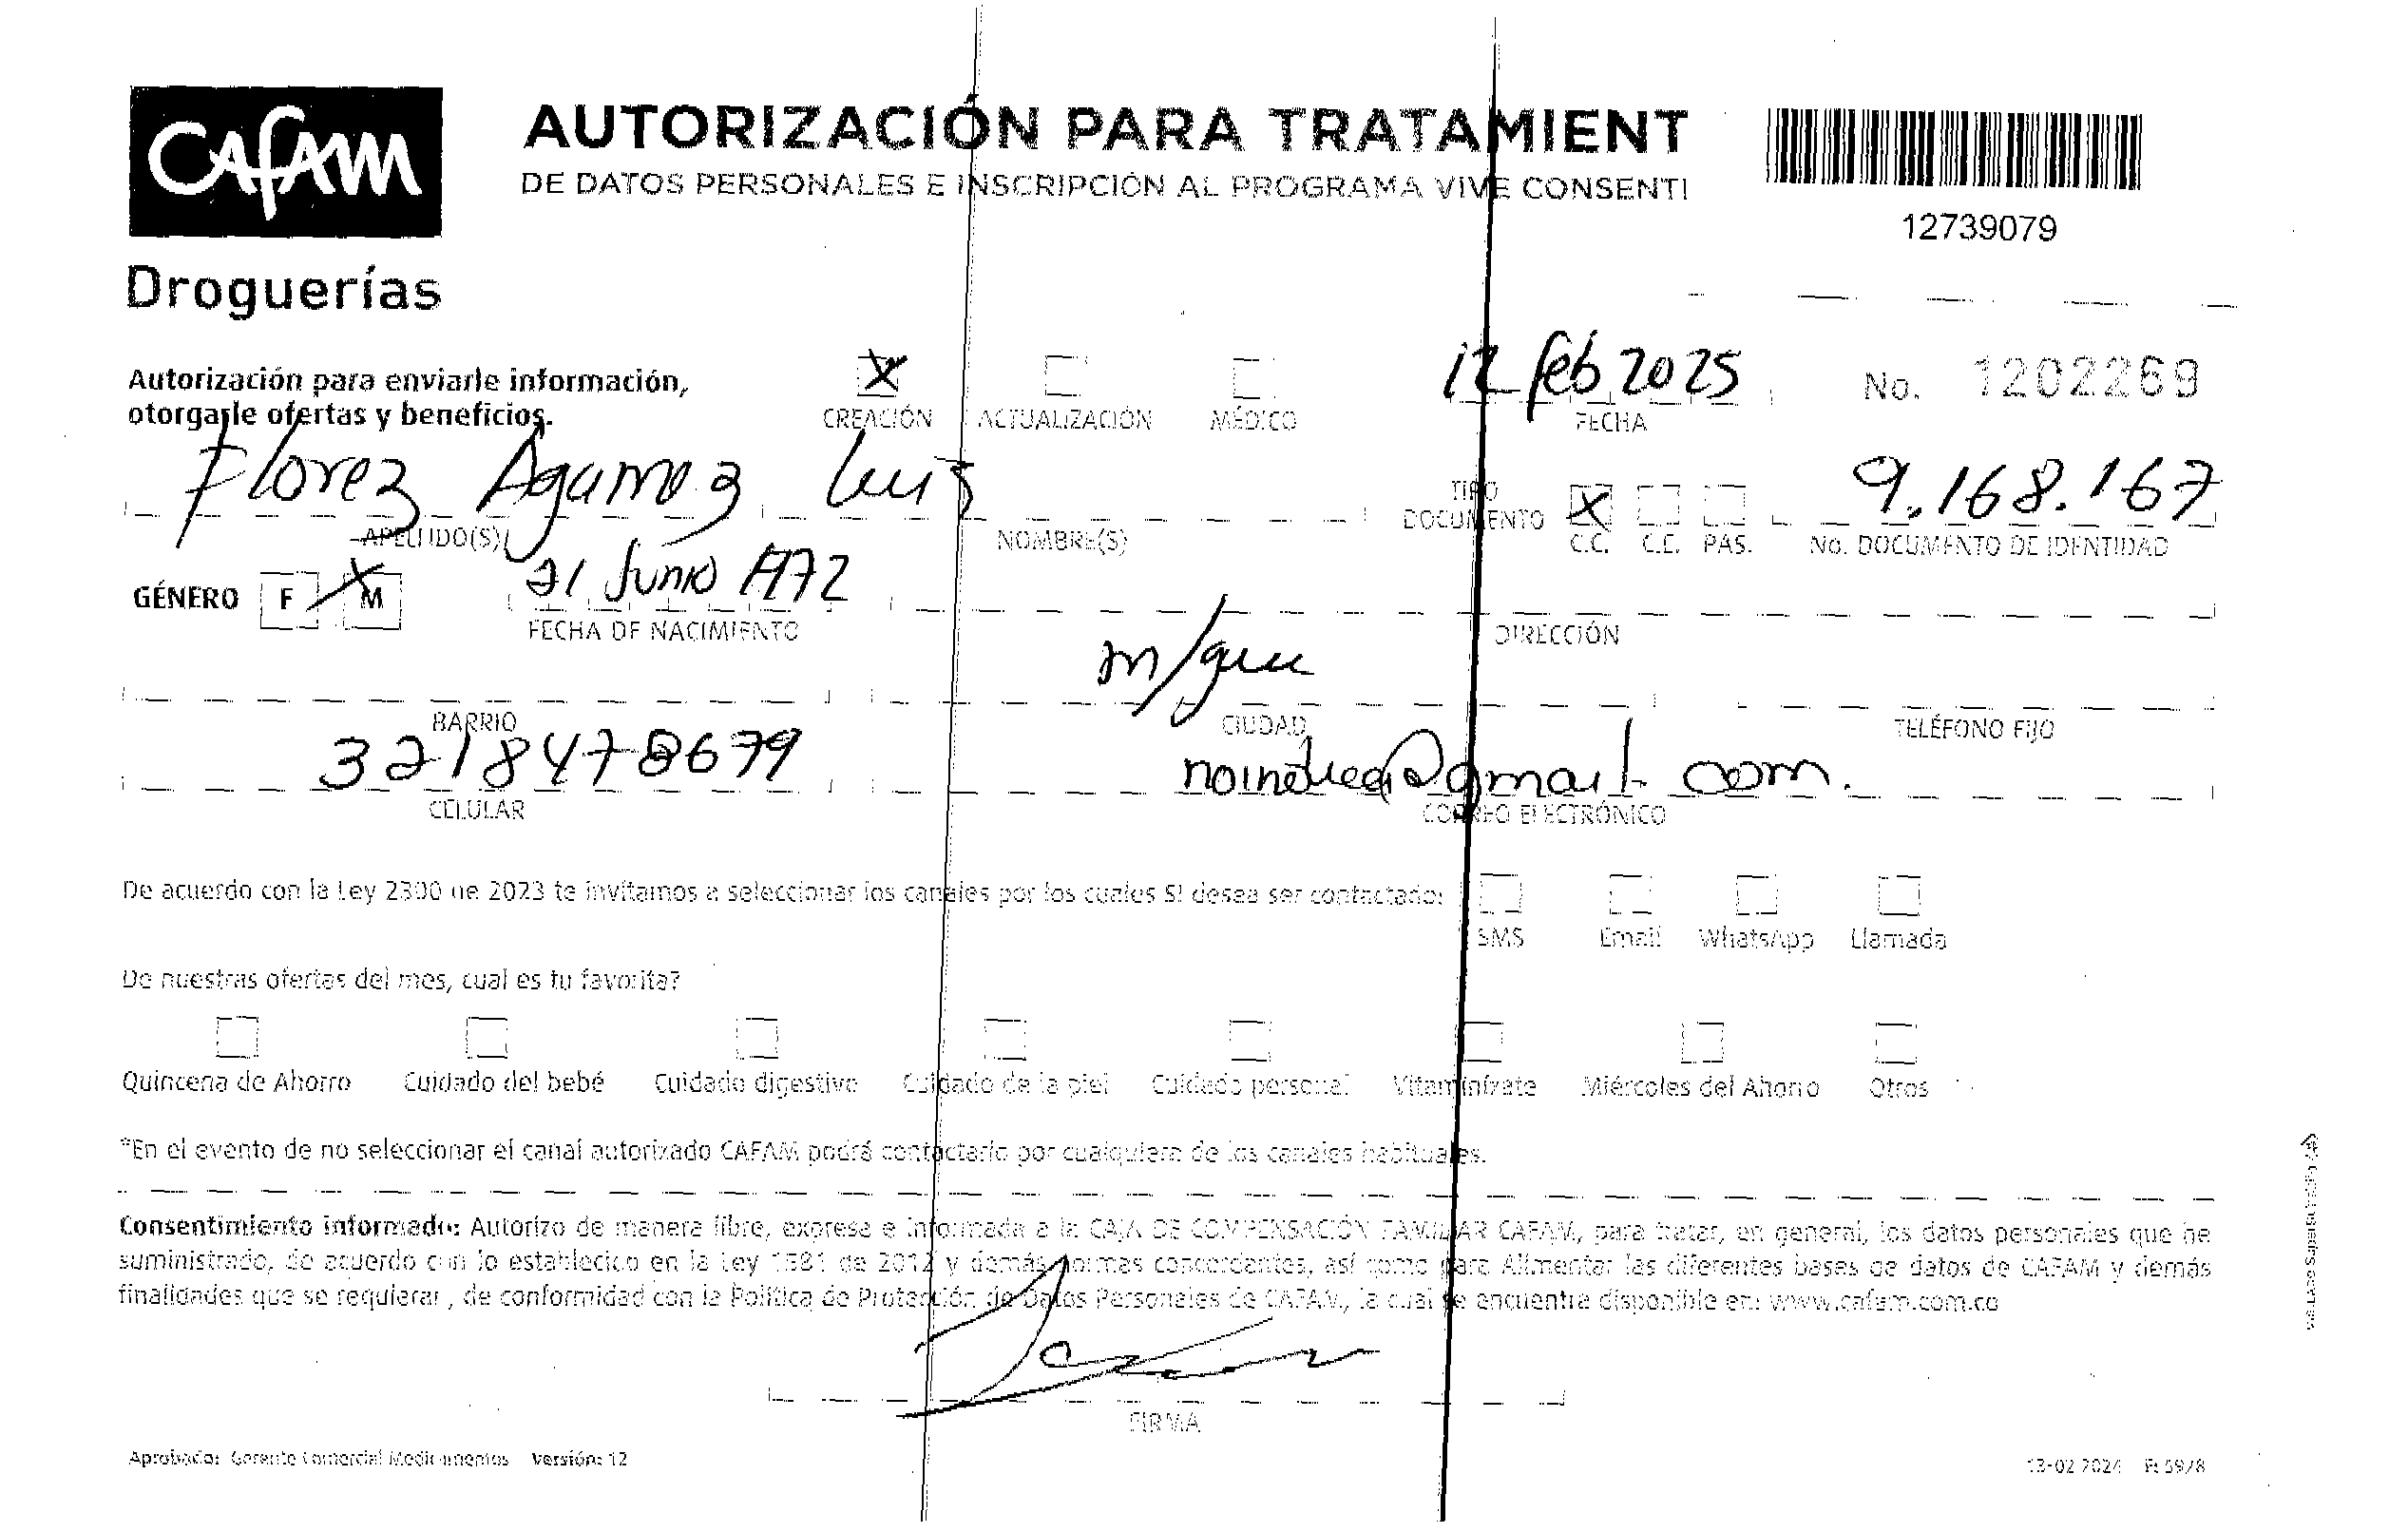 CAFAM
Droguerías
AUTORIZACIÓN PARA TRATAMIENT
DE DATOS PERSONALES E INSCRIPCIÓN AL PROGRAMA VIVE CONSENTI
12739079
Autorización para enviarle información,
otorgarle ofertas y beneficios.
X CREACIÓN ACTUALIZACIÓN MÉDICO
12 feb 2025
FECHA
No. 1202269
Florez Agamez Luis
APELLIDO(S) NOMBRE(S)
TIPO DOCUMENTO X C.C. C.E. PAS.
9.168.167
No. DOCUMENTO DE IDENTIDAD
GÉNERO F M X
21 Junio 1972
FECHA DE NACIMIENTO
DIRECCIÓN
m/gue
BARRIO CIUDAD TELÉFONO FIJO
3218478679
CELULAR
@gmail.com.
CORREO ELECTRÓNICO
De acuerdo con la Ley 2300 de 2023 te invitamos a seleccionar los canales por los cuales SI desea ser contactado:
SMS Email WhatsApp Llamada
De nuestras ofertas del mes, cual es tu favorita?
Quincena de Ahorro Cuidado del bebé Cuidado digestivo Cuidado de la piel Cuidado personal Vitaminízate Miércoles del Ahorro Otros
*En el evento de no seleccionar el canal autorizado CAFAM podrá contactarlo por cualquiera de los canales habituales.
Consentimiento informado: Autorizo de manera libre, expresa e informada a la CAJA DE COMPENSACIÓN FAMILIAR CAFAM, para tratar, en general, los datos personales que he
suministrado, de acuerdo con lo establecido en la Ley 1581 de 2012 y demás normas concordantes, así como para Alimentar las diferentes bases de datos de CAFAM y demás
finalidades que se requieran, de conformidad con la Política de Protección de Datos Personales de CAFAM, la cual se encuentra disponible en: www.cafam.com.co
FIRMA
Aprobado: Gerente Comercial Medicamentos Versión: 12
13-02 2024 Ft 5978